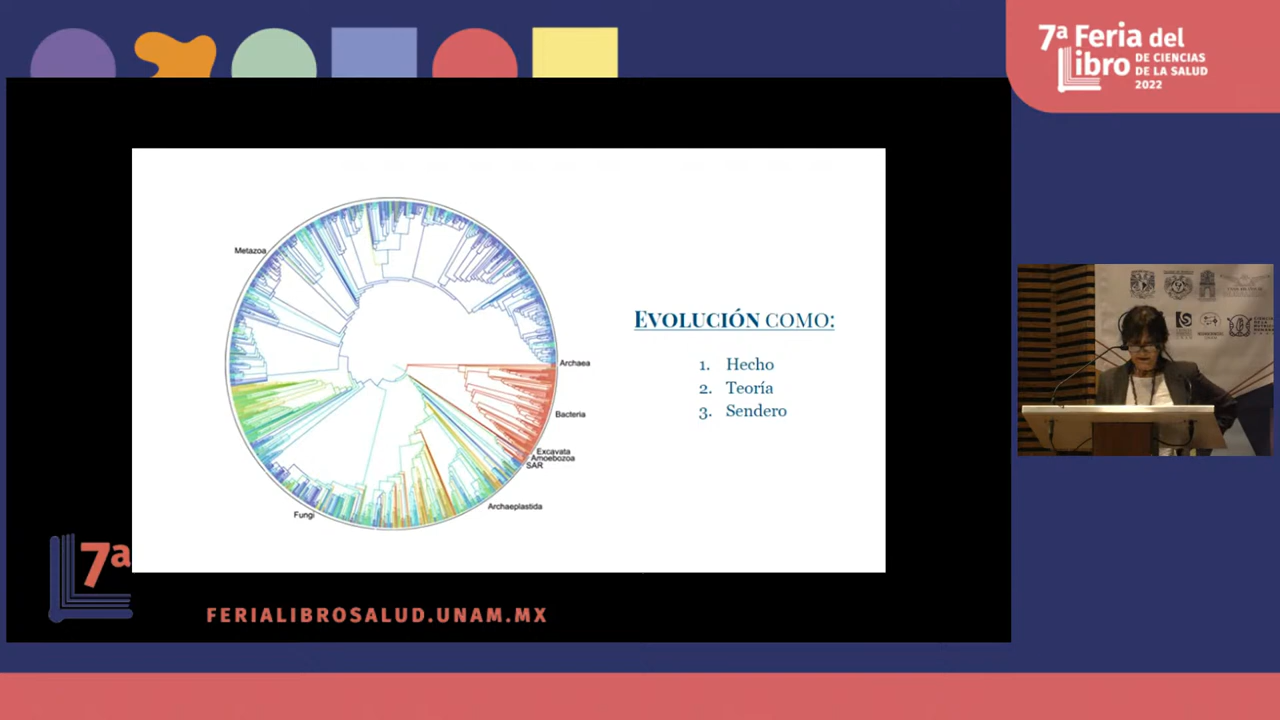 7ª Feria del
Libro DE CIENCIAS
DE LA SALUD
2022
Metazoa
Archaea
Bacteria
Excavata
Amoebozoa
SAR
Archaeplastida
Fungi
EVOLUCIÓN COMO:
1. Hecho
2. Teoría
3. Sendero
7ª
FERIALIBROSALUD.UNAM.MX